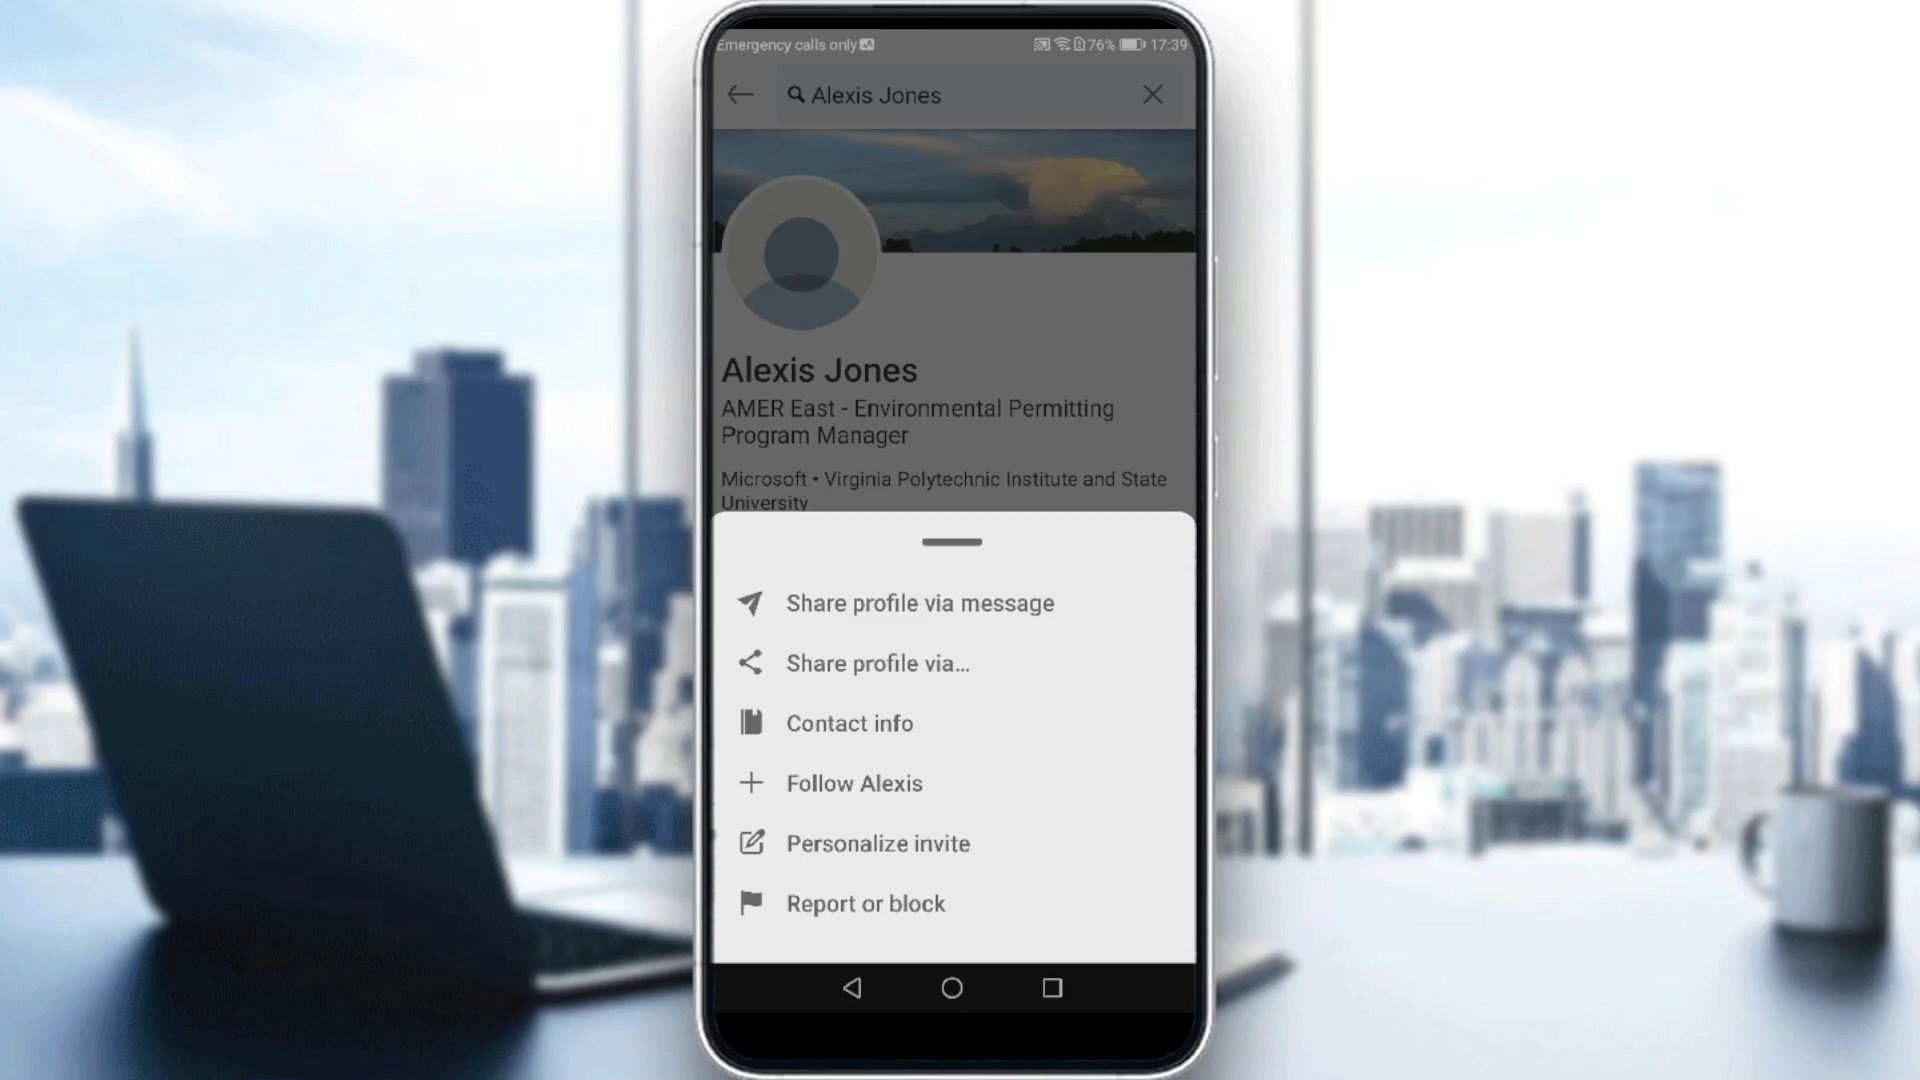 Emergency calls only 76% 17:39
Alexis Jones
Alexis Jones
AMER East - Environmental Permitting
Program Manager
Microsoft • Virginia Polytechnic Institute and State
University
Share profile via message
Share profile via...
Contact info
Follow Alexis
Personalize invite
Report or block